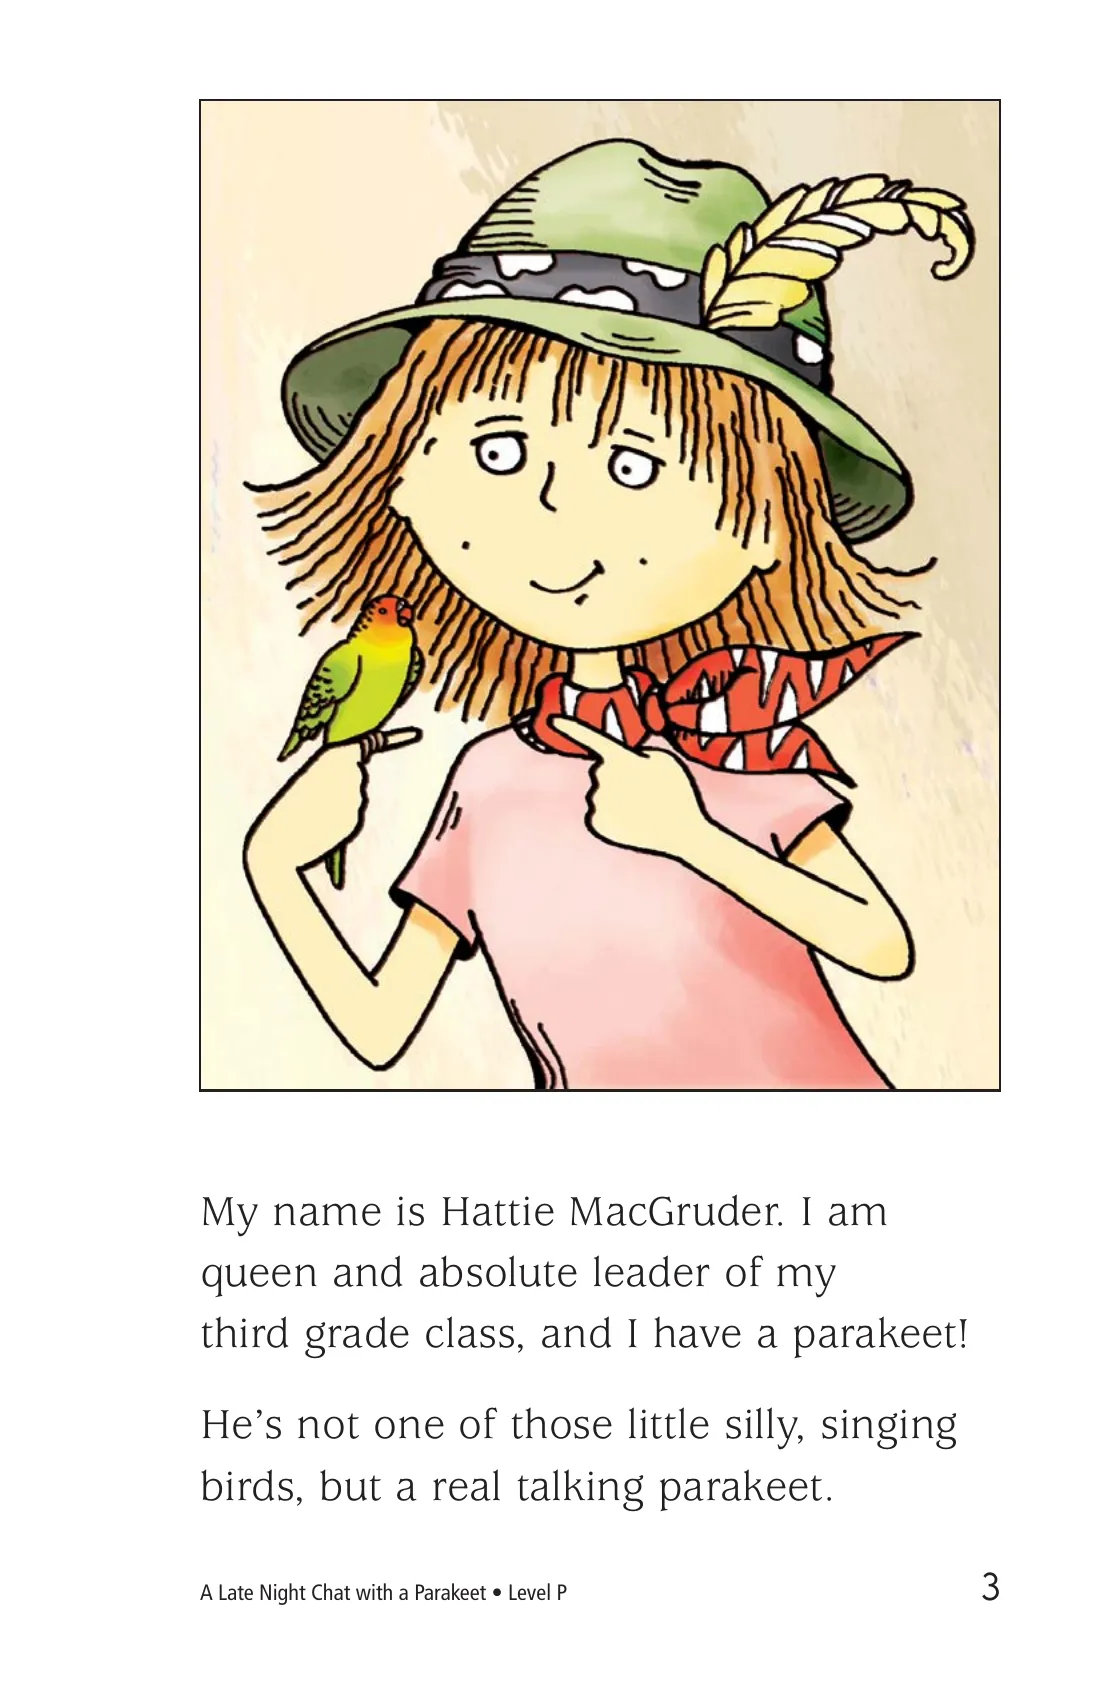 My name is Hattie MacGruder. I am
queen and absolute leader of my
third grade class, and I have a parakeet!
He’s not one of those little silly, singing
birds, but a real talking parakeet.
A Late Night Chat with a Parakeet • Level P
3